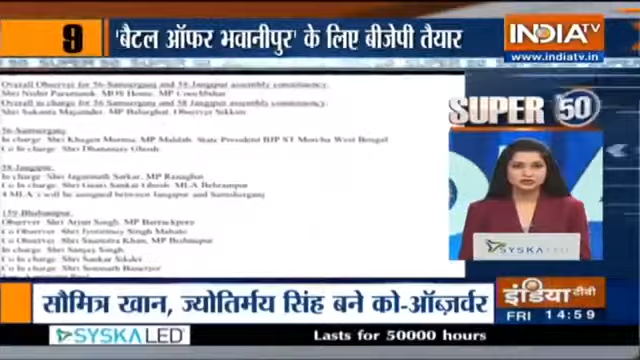 9
'बैटल ऑफर भवानीपुर' के लिए बीजेपी तैयार
INDIA TV
www.indiatv.in
Overall Observer for 56-Samserganj and 58-Jangipur assembly constituency.
Shri Nisith Paramanik, MOS Home, MP Coochbihar
Overall in charge for 56 Samserganj and 58 Jangipur assembly constituency.
Shri Sukanta Majumder, MP Balurghat, Observer Sikkim
56-Samserganj
In charge: Shri Khagen Murmu, MP Maldah, State President BJP ST Morcha West Bengal
Co In charge: Shri Dhananjay Ghosh
58-Jangipur
In charge: Shri Jagannath Sarkar, MP Ranaghat
Co In charge: Shri Gouri Sankar Ghosh, MLA Behrampur
4 MLA's will be assigned between Jangipur and Samsherganj
159-Bhabanipur
Observer: Shri Arjun Singh, MP Barrackpore
Co Observer: Shri Jyotirmoy Singh Mahato
Co Observer: Shri Saumitra Khan, MP Bishnupur
In charge: Shri Sanjay Singh
Co In charge: Shri Sankar Sikder
Co In charge: Shri Somnath Banerjee
SUPER 50
SYSKA LED
सौमित्र खान, ज्योतिर्मय सिंह बने को-ऑब्ज़र्वर
इंडिया टीवी
FRI 14:59
SYSKA LED
Lasts for 50000 hours